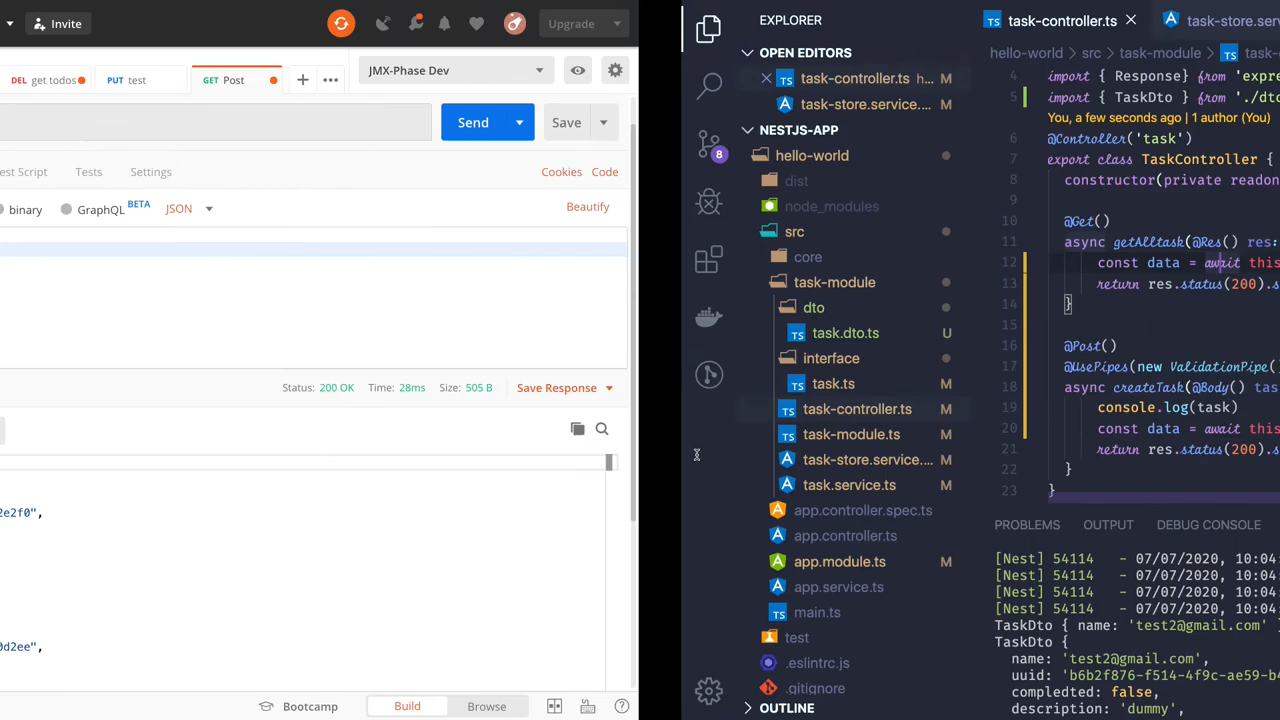 Invite
Upgrade
DEL get todos
PUT test
GET Post
JMX-Phase Dev
Send
Save
est Script
Tests
Settings
Cookies
Code
binary
GraphQL
BETA
JSON
Beautify
Status: 200 OK
Time: 28ms
Size: 505 B
Save Response
2e2f0",
0d2ee",
Bootcamp
Build
Browse
EXPLORER
OPEN EDITORS
task-controller.ts h... M
task-store.service.... M
NESTJS-APP
hello-world
dist
node_modules
src
core
task-module
dto
task.dto.ts U
interface
task.ts M
task-controller.ts M
task-module.ts M
task-store.service.... M
task.service.ts M
app.controller.spec.ts
app.controller.ts
app.module.ts M
app.service.ts
main.ts
test
.eslintrc.js
.gitignore
OUTLINE
8
task-controller.ts
task-store.serv
hello-world > src > task-module >
4 import { Response } from 'expre
5 import { TaskDto } from './dto
You, a few seconds ago | 1 author (You)
6 @Controller('task')
7 export class TaskController {
8 constructor(private readon
9
10 @Get()
11 async getAlltask(@Res() res:
12 const data = await this
13 return res.status(200).s
14 }
15
16 @Post()
17 @UsePipes(new ValidationPipe(
18 async createTask(@Body() tas
19 console.log(task)
20 const data = await this
21 return res.status(200).s
22 }
23 }
PROBLEMS
OUTPUT
DEBUG CONSOLE
[Nest] 54114 - 07/07/2020, 10:04:
[Nest] 54114 - 07/07/2020, 10:04:
[Nest] 54114 - 07/07/2020, 10:04:
[Nest] 54114 - 07/07/2020, 10:04:
TaskDto { name: 'test2@gmail.com' }
TaskDto {
name: 'test2@gmail.com',
uuid: 'b6b2f876-f514-4f9c-ae59-b4
compledted: false,
description: 'dummy',